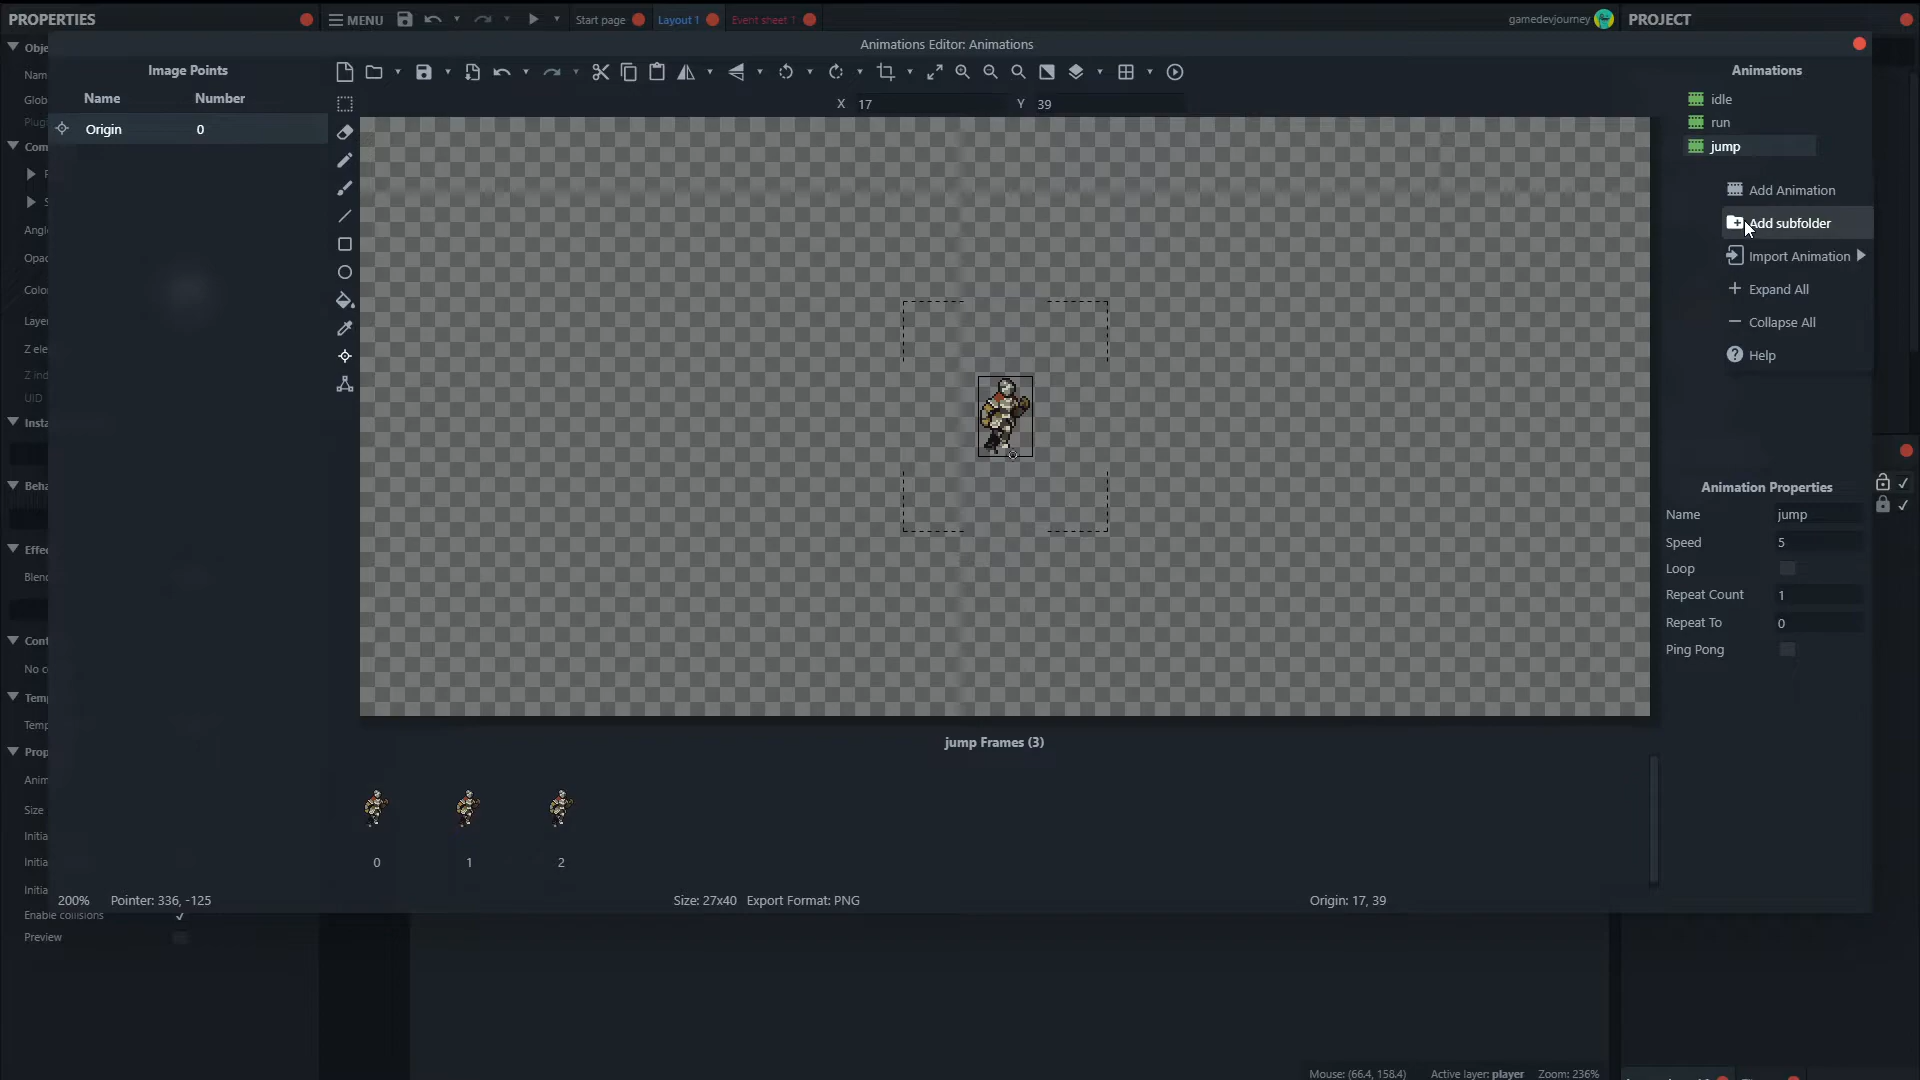 PROPERTIES
MENU
Start page
Layout 1
Event sheet 1
gamedevjourney
PROJECT
Animations Editor: Animations
Image Points
Name Number
Origin 0
X 17 Y 39
Animations
idle
run
jump
Add Animation
Add subfolder
Import Animation
Expand All
Collapse All
Help
Animation Properties
Name jump
Speed 5
Loop
Repeat Count 1
Repeat To 0
Ping Pong
jump Frames (3)
0 1 2
200% Pointer: 336, -125 Size: 27x40 Export Format: PNG Origin: 17, 39
Size
UID
Enable collisions
Preview
Mouse: (66.4, 158.4) Active layer: player Zoom: 236%